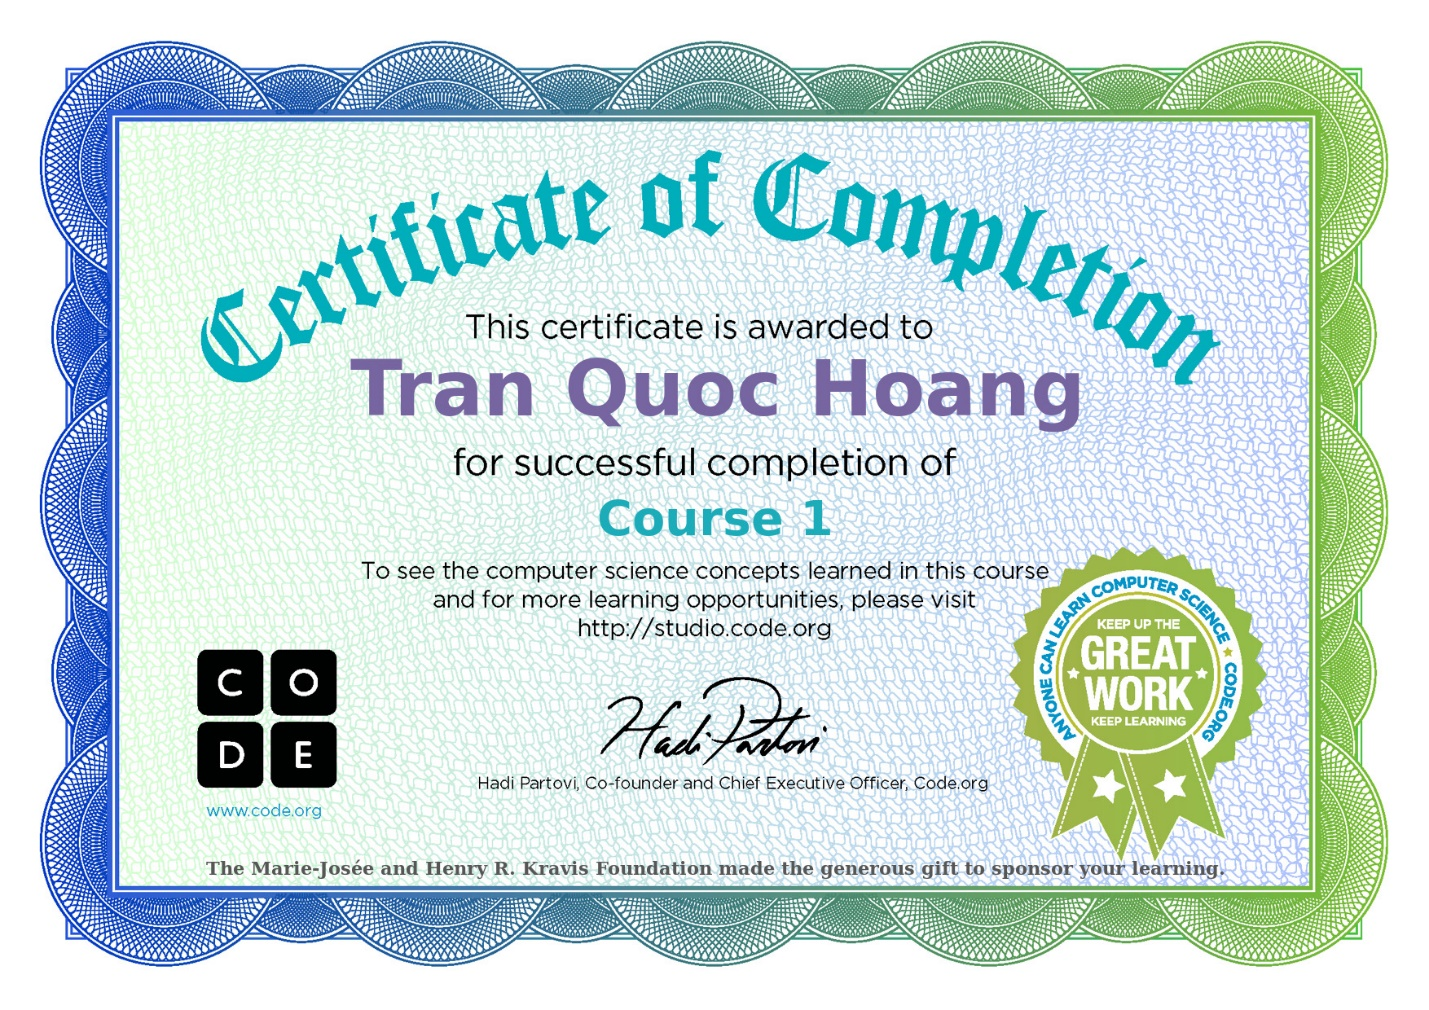 Certificate of Completion
This certificate is awarded to
Tran Quoc Hoang
for successful completion of
Course 1
To see the computer science concepts learned in this course
and for more learning opportunities, please visit
http://studio.code.org
C O
D E
www.code.org
Hadi Partovi
Hadi Partovi, Co-founder and Chief Executive Officer, Code.org
ANYONE CAN LEARN COMPUTER SCIENCE ★ CODE.ORG
KEEP UP THE
GREAT
WORK
KEEP LEARNING
The Marie-Josée and Henry R. Kravis Foundation made the generous gift to sponsor your learning.